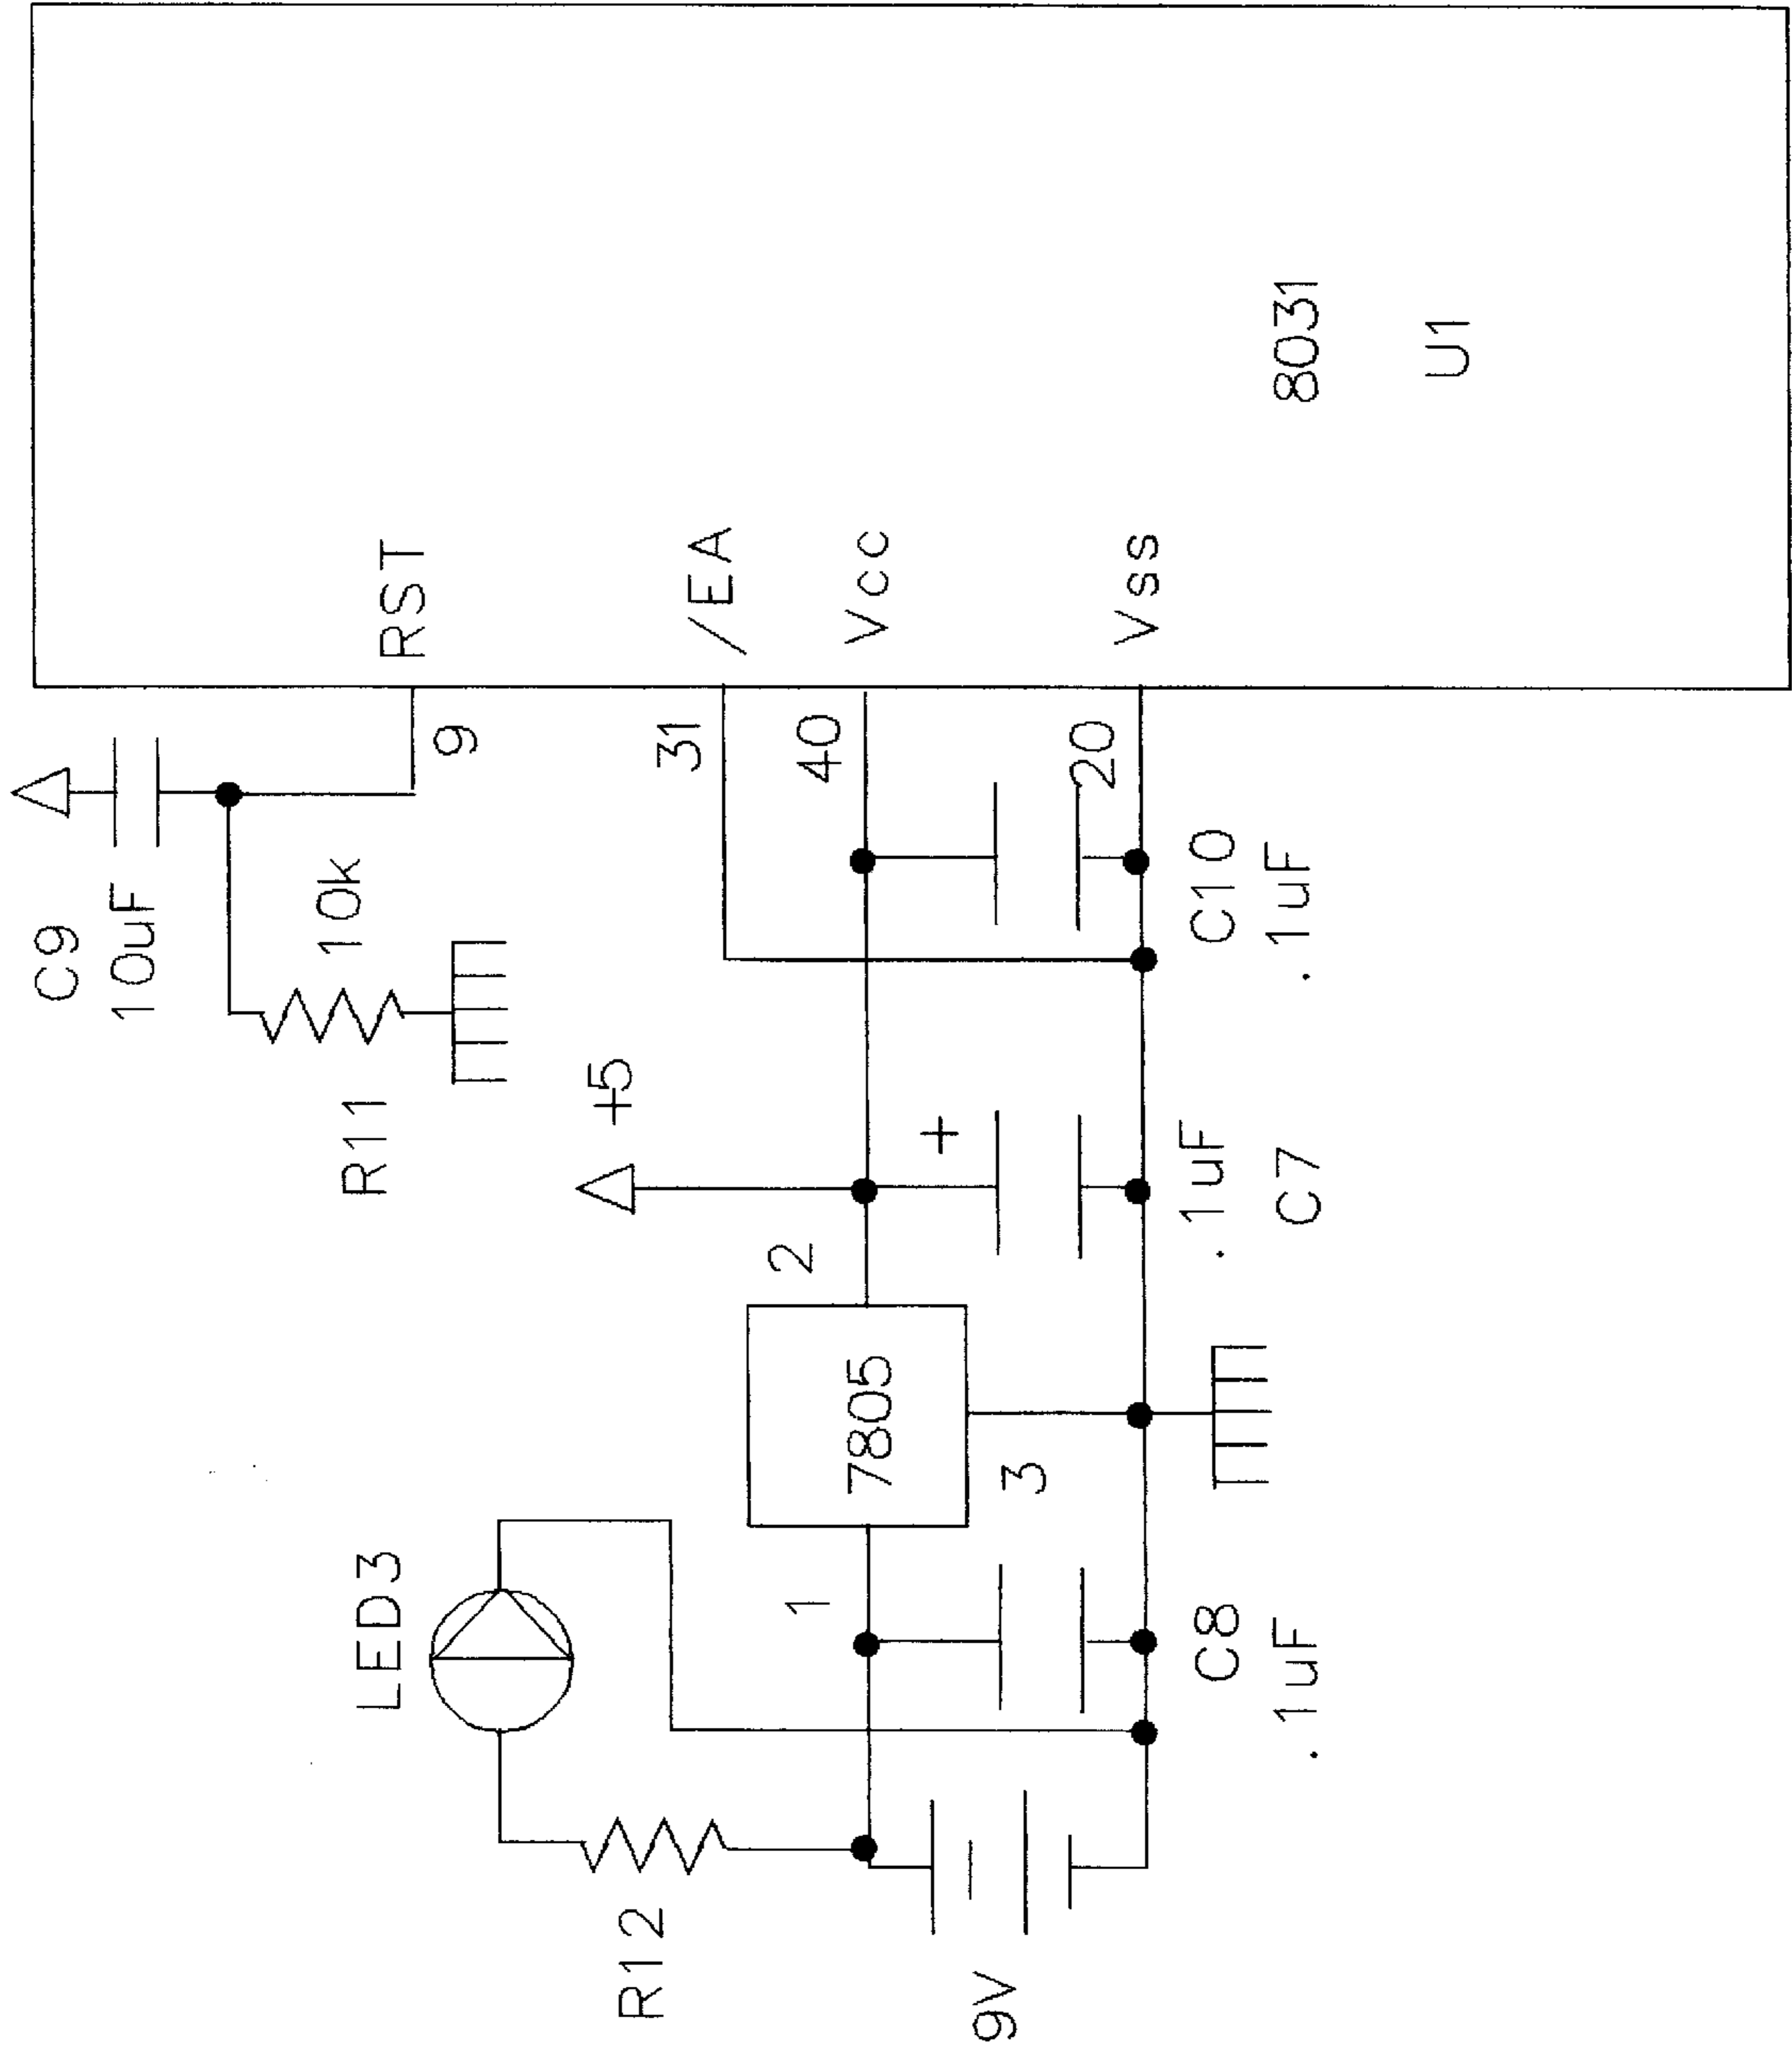 C9
10uF
R11
10k
RST
9
/EA
31
+5
Vcc
40
Vss
20
8031
U1
C10
.1uF
+
.1uF
C7
2
7805
1
3
LED3
R12
9V
C8
.1uF